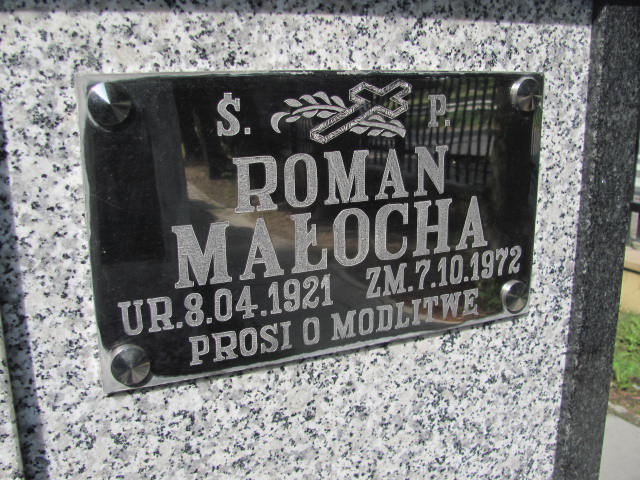 Ś. P.
ROMAN
MAŁOCHA
UR.8.04.1921 ZM.7.10.1972
PROSI O MODLITWĘ